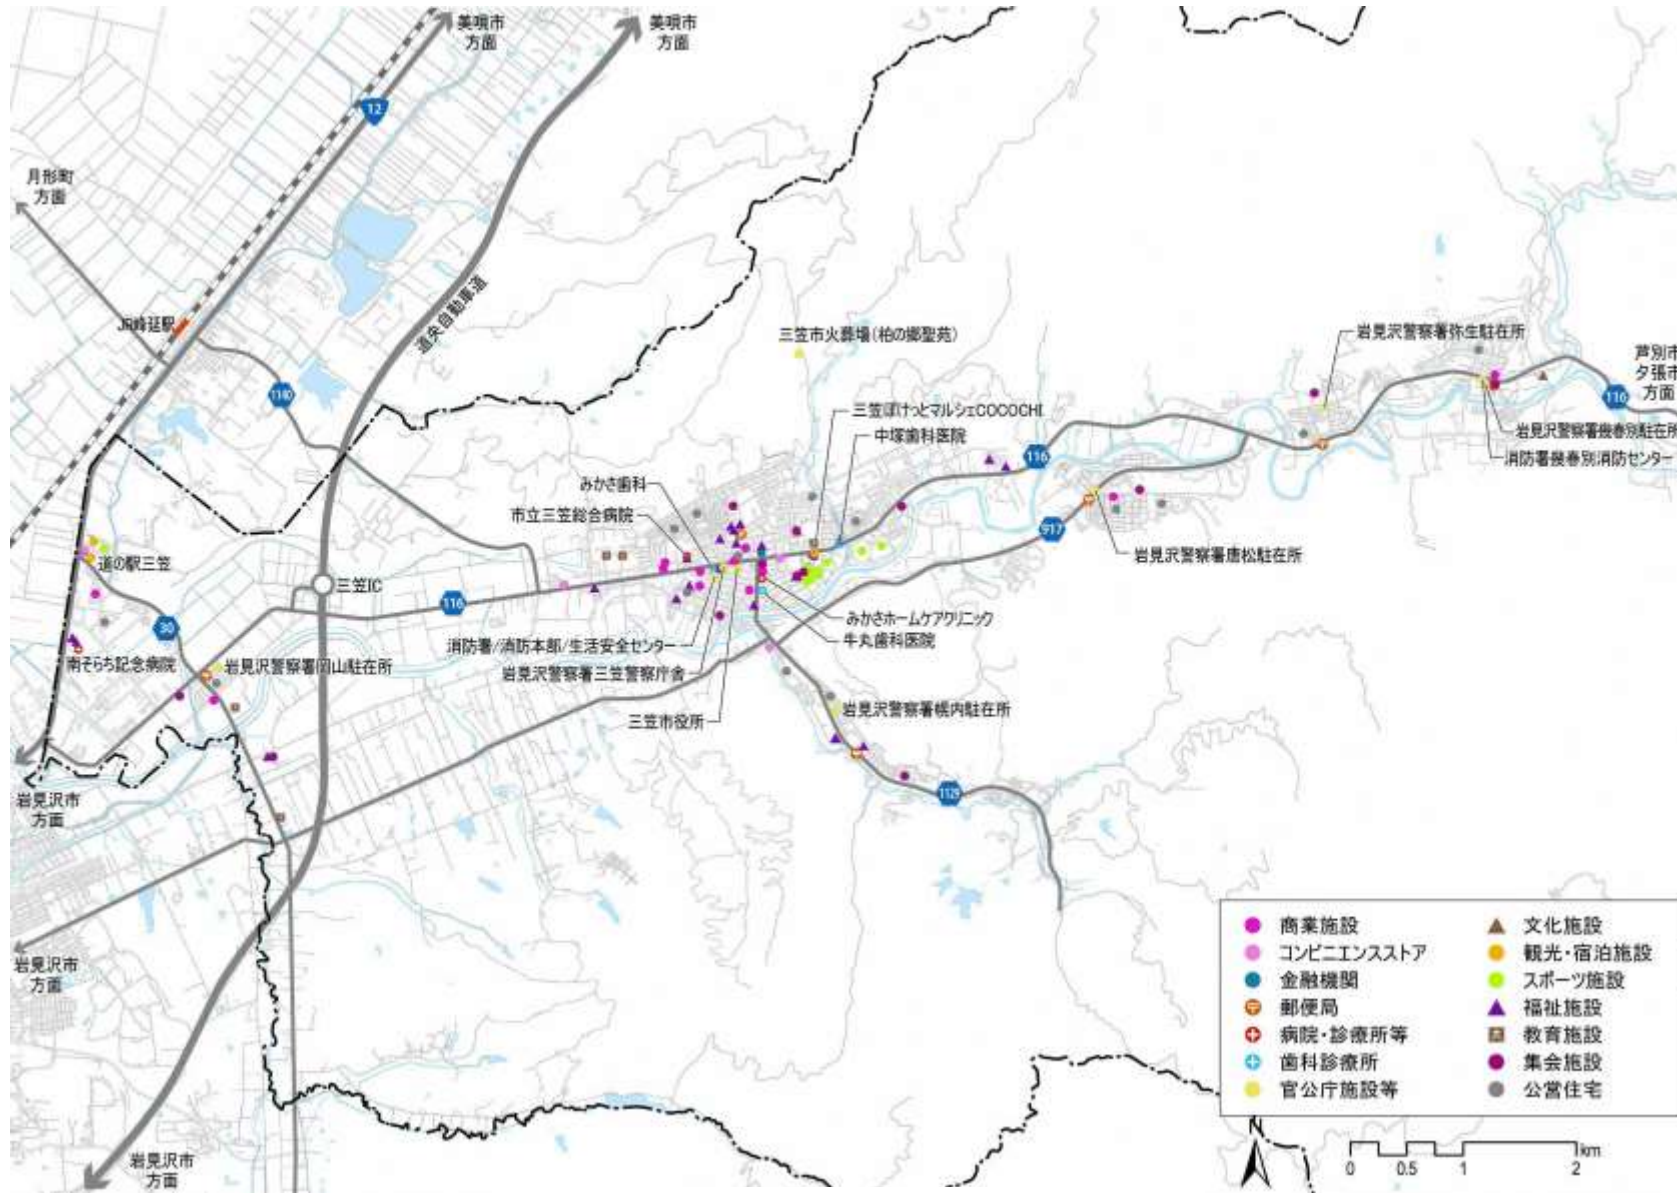 美唄市
方面
美唄市
方面
12
月形町
方面
JR峰延駅
道央自動車道
1140
三笠市火葬場(柏の郷聖苑)
岩見沢警察署弥生駐在所
芦別市
夕張市
方面
116
三笠ぽけっとマルシェCOCOCHI
中塚歯科医院
岩見沢警察署幾春別駐在所
消防署幾春別消防センター
116
みかさ歯科
市立三笠総合病院
917
岩見沢警察署唐松駐在所
道の駅三笠
三笠IC
116
30
みかさホームケアクリニック
牛丸歯科医院
消防署/消防本部/生活安全センター
岩見沢警察署三笠警察庁舎
南そらち記念病院
岩見沢警察署岡山駐在所
三笠市役所
岩見沢警察署幌内駐在所
1129
岩見沢市
方面
岩見沢市
方面
岩見沢市
方面
商業施設
コンビニエンスストア
金融機関
郵便局
病院・診療所等
歯科診療所
官公庁施設等
文化施設
観光・宿泊施設
スポーツ施設
福祉施設
教育施設
集会施設
公営住宅
N
km
0 0.5 1 2